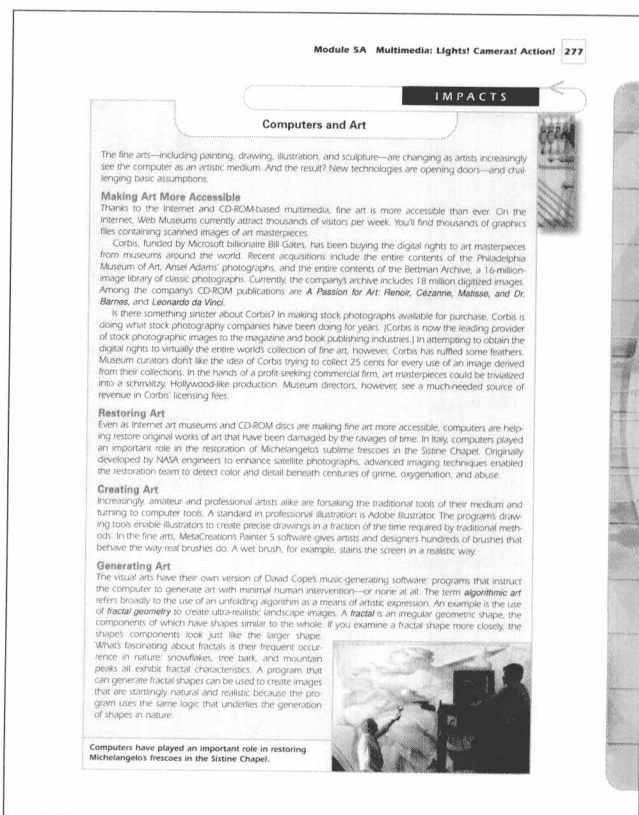 Module 5A Multimedia: Lights! Cameras! Action! 277
IMPACTS
Computers and Art
The fine arts—including painting, drawing, illustration, and sculpture—are changing as artists increasingly
see the computer as an artistic medium. And the result? New technologies are opening doors—and chal-
lenging basic assumptions.
Making Art More Accessible
Thanks to the Internet and CD-ROM-based multimedia, fine art is more accessible than ever. On the
Internet, Web Museums currently attract thousands of visitors per week. You'll find thousands of graphics
files containing scanned images of art masterpieces.
Corbis, funded by Microsoft billionaire Bill Gates, has been buying the digital rights to art masterpieces
from museums around the world. Recent acquisitions include the entire contents of the Philadelphia
Museum of Art, Ansel Adams' photographs, and the entire contents of the Bettman Archive, a 16-million-
image library of classic photographs. Currently, the company's archive includes 18 million digitized images.
Among the company's CD-ROM publications are A Passion for Art: Renoir, Cézanne, Matisse, and Dr.
Barnes, and Leonardo da Vinci.
Is there something sinister about Corbis? In making stock photographs available for purchase, Corbis is
doing what stock photography companies have been doing for years. (Corbis is now the leading provider
of stock photographic images to the magazine and book publishing industries.) In attempting to obtain the
digital rights to virtually the entire world's collection of fine art, however, Corbis has ruffled some feathers.
Museum curators don't like the idea of Corbis trying to collect 25 cents for every use of an image derived
from their collections. In the hands of a profit-seeking commercial firm, art masterpieces could be trivialized
into a schmaltzy, Hollywood-like production. Museum directors, however, see a much-needed source of
revenue in Corbis' licensing fees.
Restoring Art
Even as Internet art museums and CD-ROM discs are making fine art more accessible, computers are help-
ing restore original works of art that have been damaged by the ravages of time. In Italy, computers played
an important role in the restoration of Michelangelo's sublime frescoes in the Sistine Chapel. Originally
developed by NASA engineers to enhance satellite photographs, advanced imaging techniques enabled
the restoration team to detect color and detail beneath centuries of grime, oxygenation, and abuse.
Creating Art
Increasingly, amateur and professional artists alike are forsaking the traditional tools of their medium and
turning to computer tools. A standard in professional illustration is Adobe Illustrator. The program's draw-
ing tools enable illustrators to create precise drawings in a fraction of the time required by traditional meth-
ods. In the fine arts, MetaCreation's Painter 5 software gives artists and designers hundreds of brushes that
behave the way real brushes do. A wet brush, for example, stains the screen in a realistic way.
Generating Art
The visual arts have their own version of David Cope's music-generating software: programs that instruct
the computer to generate art with minimal human intervention—or none at all. The term algorithmic art
refers broadly to the use of an unfolding algorithm as a means of artistic expression. An example is the use
of fractal geometry to create ultra-realistic landscape images. A fractal is an irregular geometric shape, the
components of which have shapes similar to the whole. If you examine a fractal shape more closely, the
shape's components look just like the larger shape.
What's fascinating about fractals is their frequent occur-
rence in nature: snowflakes, tree bark, and mountain
peaks all exhibit fractal characteristics. A program that
can generate fractal shapes can be used to create images
that are startlingly natural and realistic because the pro-
gram uses the same logic that underlies the generation
of shapes in nature.
Computers have played an important role in restoring
Michelangelo's frescoes in the Sistine Chapel.